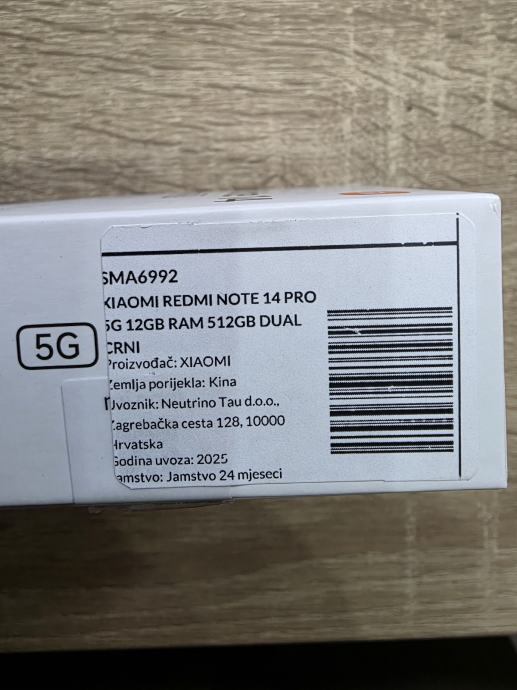 5G
SMA6992
XIAOMI REDMI NOTE 14 PRO
5G 12GB RAM 512GB DUAL
CRNI
Proizvođač: XIAOMI
Zemlja porijekla: Kina
Uvoznik: Neutrino Tau d.o.o.,
Zagrebačka cesta 128, 10000
Hrvatska
Godina uvoza: 2025
Jamstvo: Jamstvo 24 mjeseci